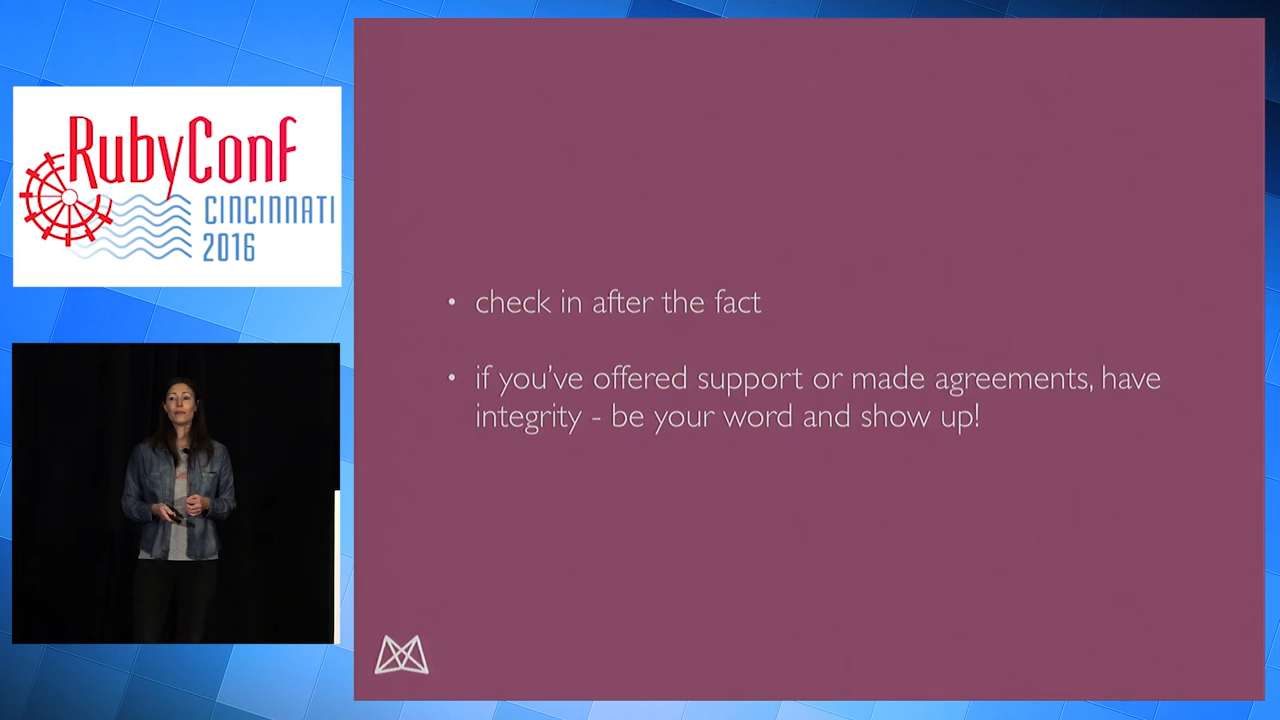 RubyConf
CINCINNATI
2016
• check in after the fact
• if you've offered support or made agreements, have
integrity - be your word and show up!